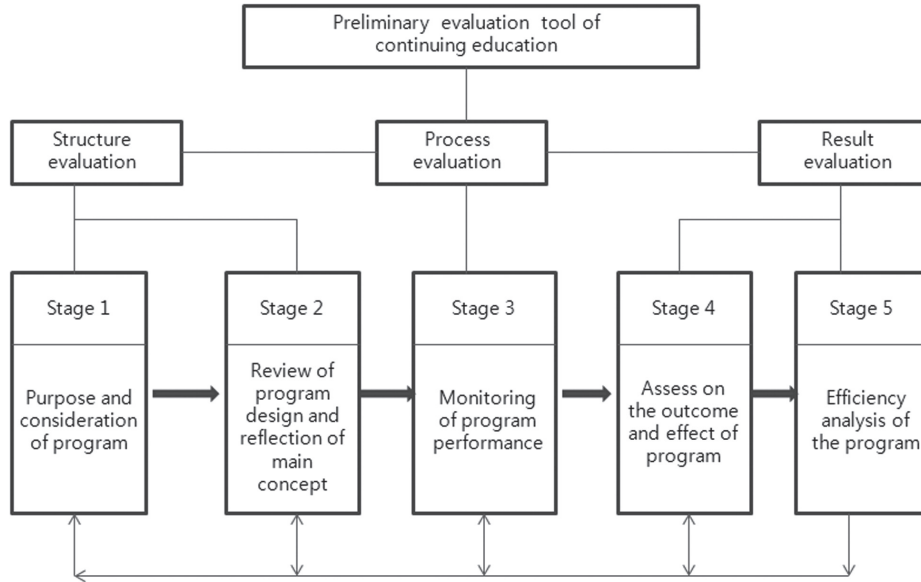 Preliminary evaluation tool of
continuing education
Structure
evaluation
Process
evaluation
Result
evaluation
Stage 1
Purpose and
consideration
of program
Stage 2
Review of
program
design and
reflection of
main
concept
Stage 3
Monitoring
of program
performance
Stage 4
Assess on
the outcome
and effect of
program
Stage 5
Efficiency
analysis of
the program